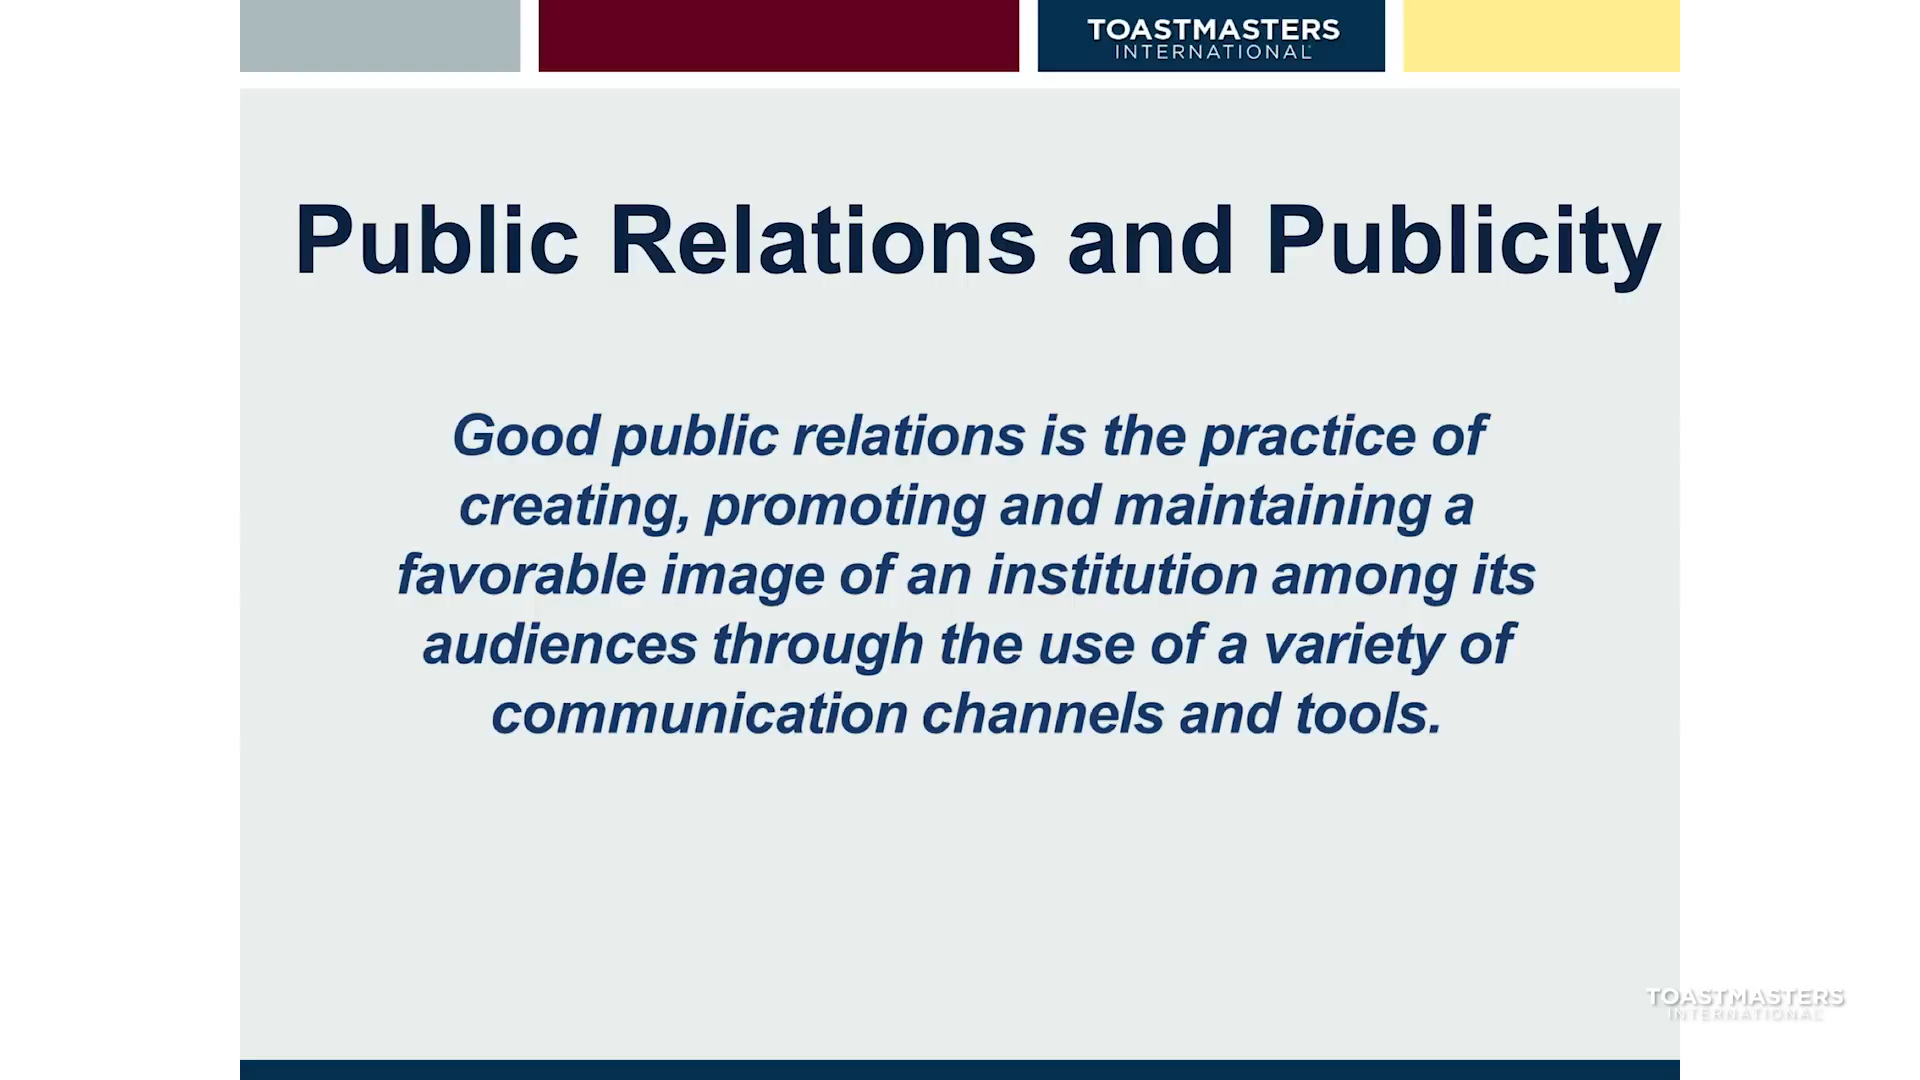 TOASTMASTERS
INTERNATIONAL
Public Relations and Publicity
Good public relations is the practice of
creating, promoting and maintaining a
favorable image of an institution among its
audiences through the use of a variety of
communication channels and tools.
TOASTMASTERS
INTERNATIONAL